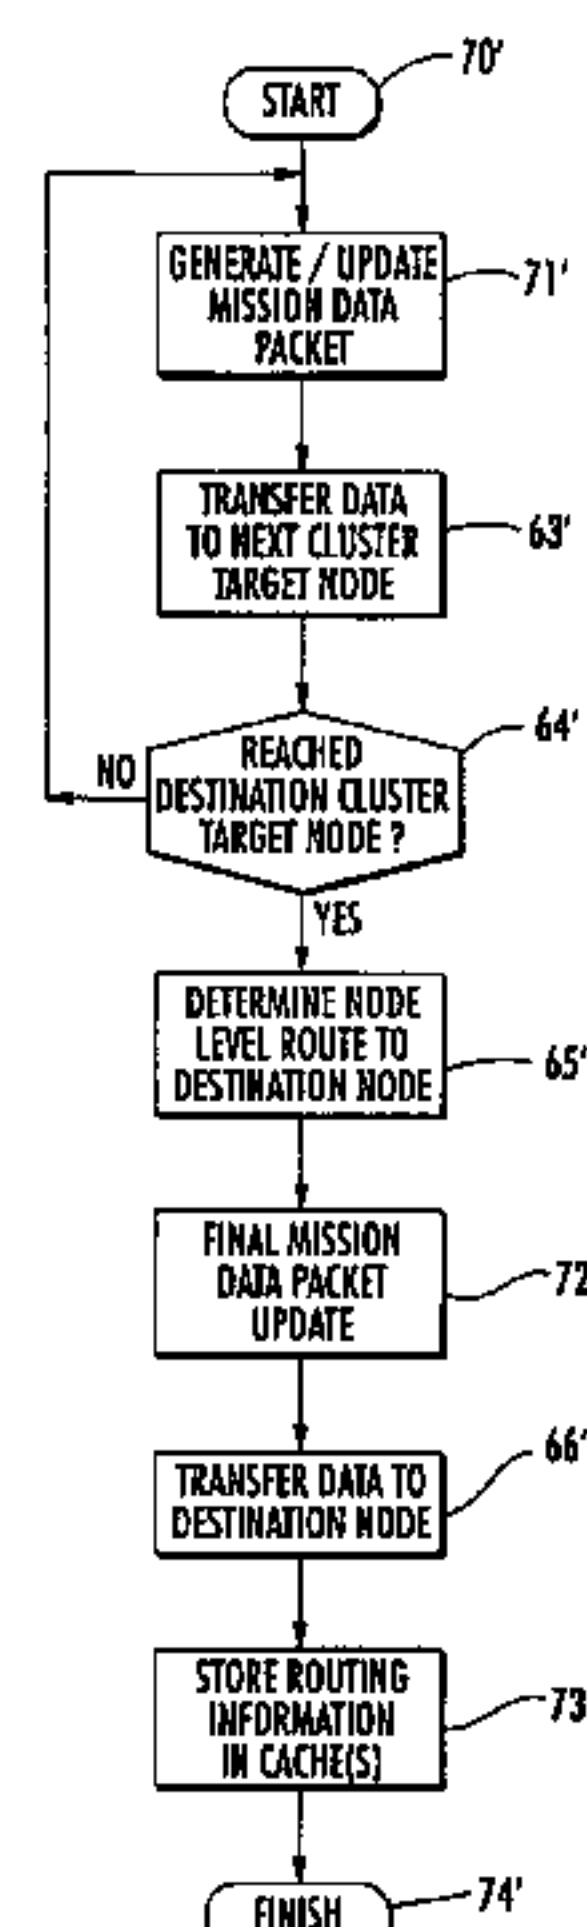 70'
START
GENERATE / UPDATE
MISSION DATA
PACKET
71'
TRANSFER DATA
TO NEXT CLUSTER
TARGET NODE
63'
64'
REACHED
DESTINATION CLUSTER
TARGET NODE ?
NO
YES
DETERMINE NODE
LEVEL ROUTE TO
DESTINATION NODE
65'
FINAL MISSION
DATA PACKET
UPDATE
72
66'
TRANSFER DATA TO
DESTINATION NODE
STORE ROUTING
INFORMATION
IN CACHE(S)
73
74'
FINISH